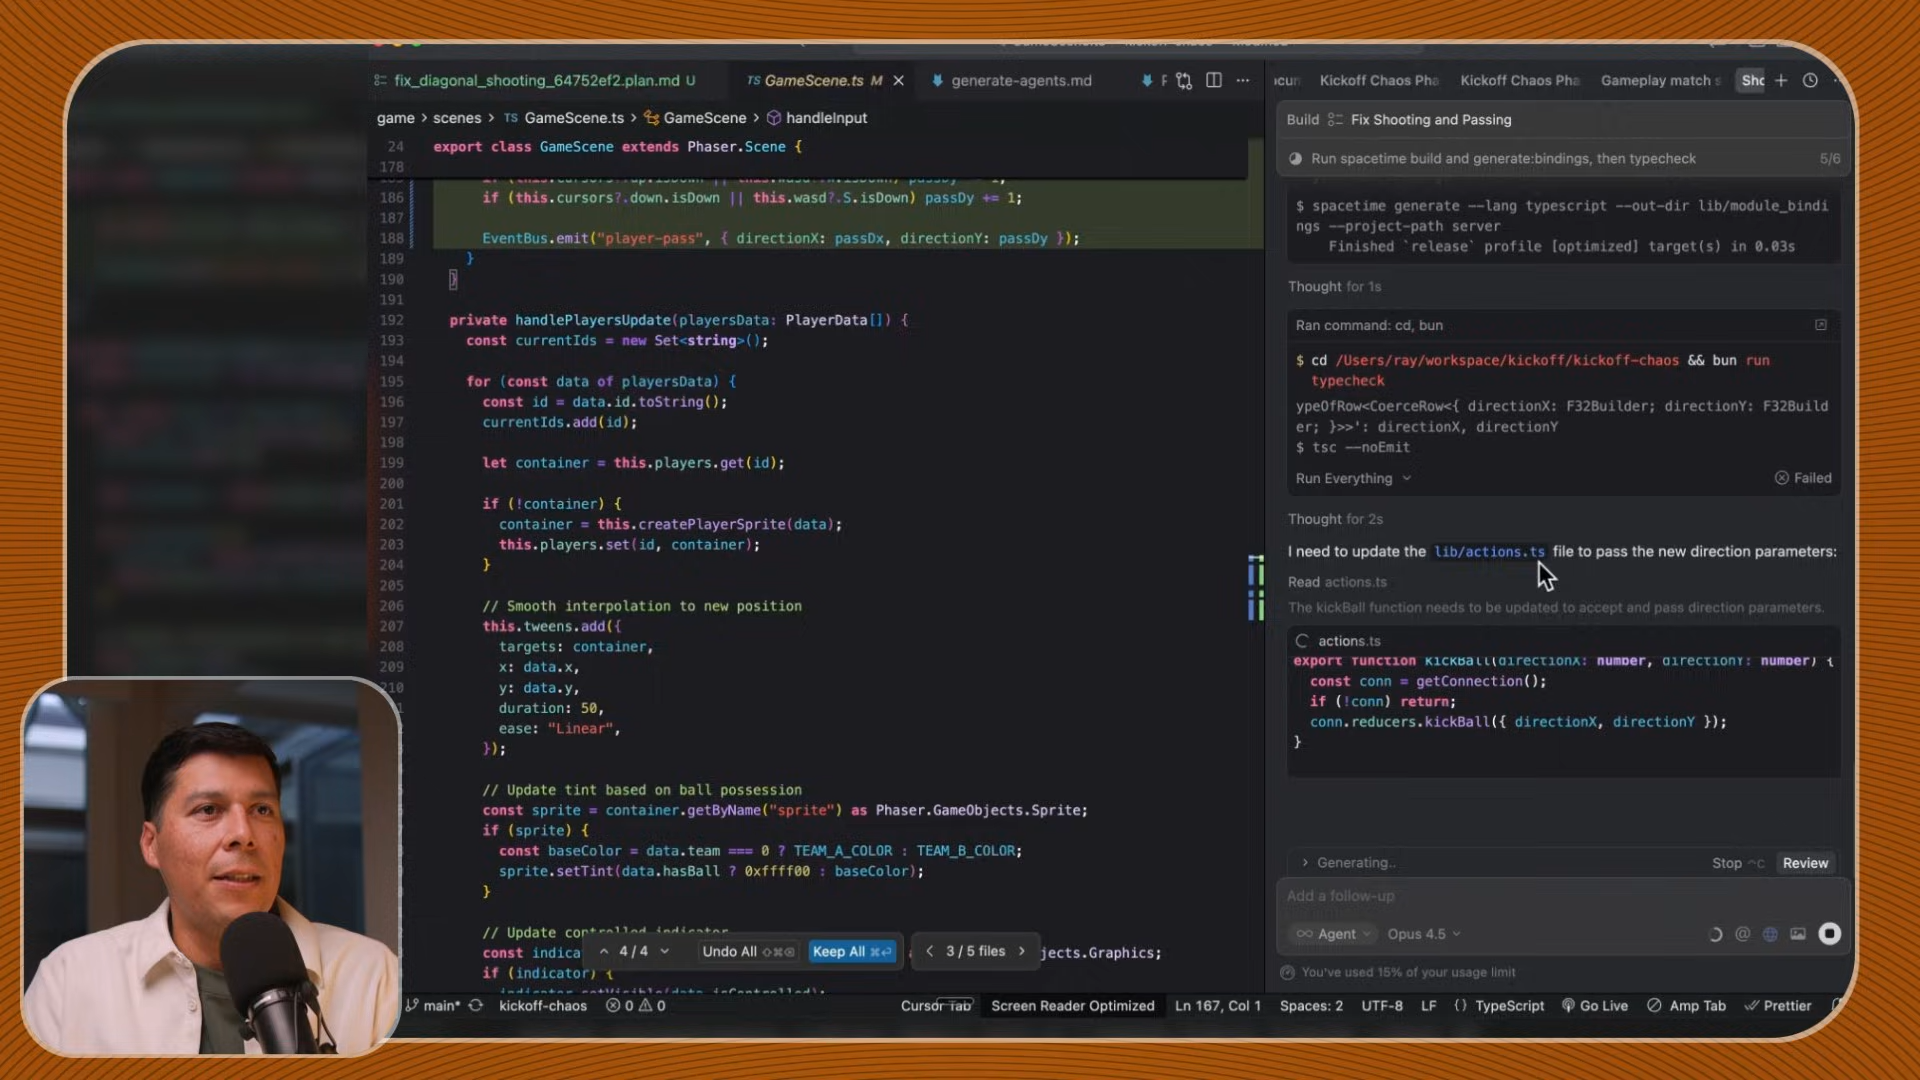 fix_diagonal_shooting_64752ef2.plan.md U
TS GameScene.ts M
generate-agents.md
game > scenes > TS GameScene.ts > GameScene > handleInput
24 export class GameScene extends Phaser.Scene {
178
186 if (this.cursors?.down.isDown || this.wasd?.S.isDown) passDy += 1;
187
188 EventBus.emit("player-pass", { directionX: passDx, directionY: passDy });
189 }
190 }
191
192 private handlePlayersUpdate(playersData: PlayerData[]) {
193 const currentIds = new Set<string>();
194
195 for (const data of playersData) {
196 const id = data.id.toString();
197 currentIds.add(id);
198
199 let container = this.players.get(id);
200
201 if (!container) {
202 container = this.createPlayerSprite(data);
203 this.players.set(id, container);
204 }
205
206 // Smooth interpolation to new position
207 this.tweens.add({
208 targets: container,
209 x: data.x,
210 y: data.y,
duration: 50,
ease: "Linear",
});
// Update tint based on ball possession
const sprite = container.getByName("sprite") as Phaser.GameObjects.Sprite;
if (sprite) {
const baseColor = data.team === 0 ? TEAM_A_COLOR : TEAM_B_COLOR;
sprite.setTint(data.hasBall ? 0xffff00 : baseColor);
}
// Update controlled indicator
const indica
jects.Graphics;
if (indicator) {
4/4
Undo All
Keep All
3 / 5 files
main*
kickoff-chaos
0
0
Cursor Tab
Screen Reader Optimized
Ln 167, Col 1
Spaces: 2
UTF-8
LF
{} TypeScript
Go Live
Amp Tab
Prettier
Kickoff Chaos Pha
Kickoff Chaos Pha
Gameplay match s
Sho
Build Fix Shooting and Passing
Run spacetime build and generate:bindings, then typecheck 5/6
$ spacetime generate --lang typescript --out-dir lib/module_bindi
ngs --project-path server
Finished `release` profile [optimized] target(s) in 0.03s
Thought for 1s
Ran command: cd, bun
$ cd /Users/ray/workspace/kickoff/kickoff-chaos && bun run
typecheck
ypeOfRow<CoerceRow<{ directionX: F32Builder; directionY: F32Build
er; }>>': directionX, directionY
$ tsc --noEmit
Run Everything
Failed
Thought for 2s
I need to update the lib/actions.ts file to pass the new direction parameters:
Read actions.ts
The kickBall function needs to be updated to accept and pass direction parameters.
actions.ts
export function kickBall(directionX: number, directionY: number) {
const conn = getConnection();
if (!conn) return;
conn.reducers.kickBall({ directionX, directionY });
}
Generating..
Stop ^C
Review
Add a follow-up
Agent
Opus 4.5
You've used 15% of your usage limit